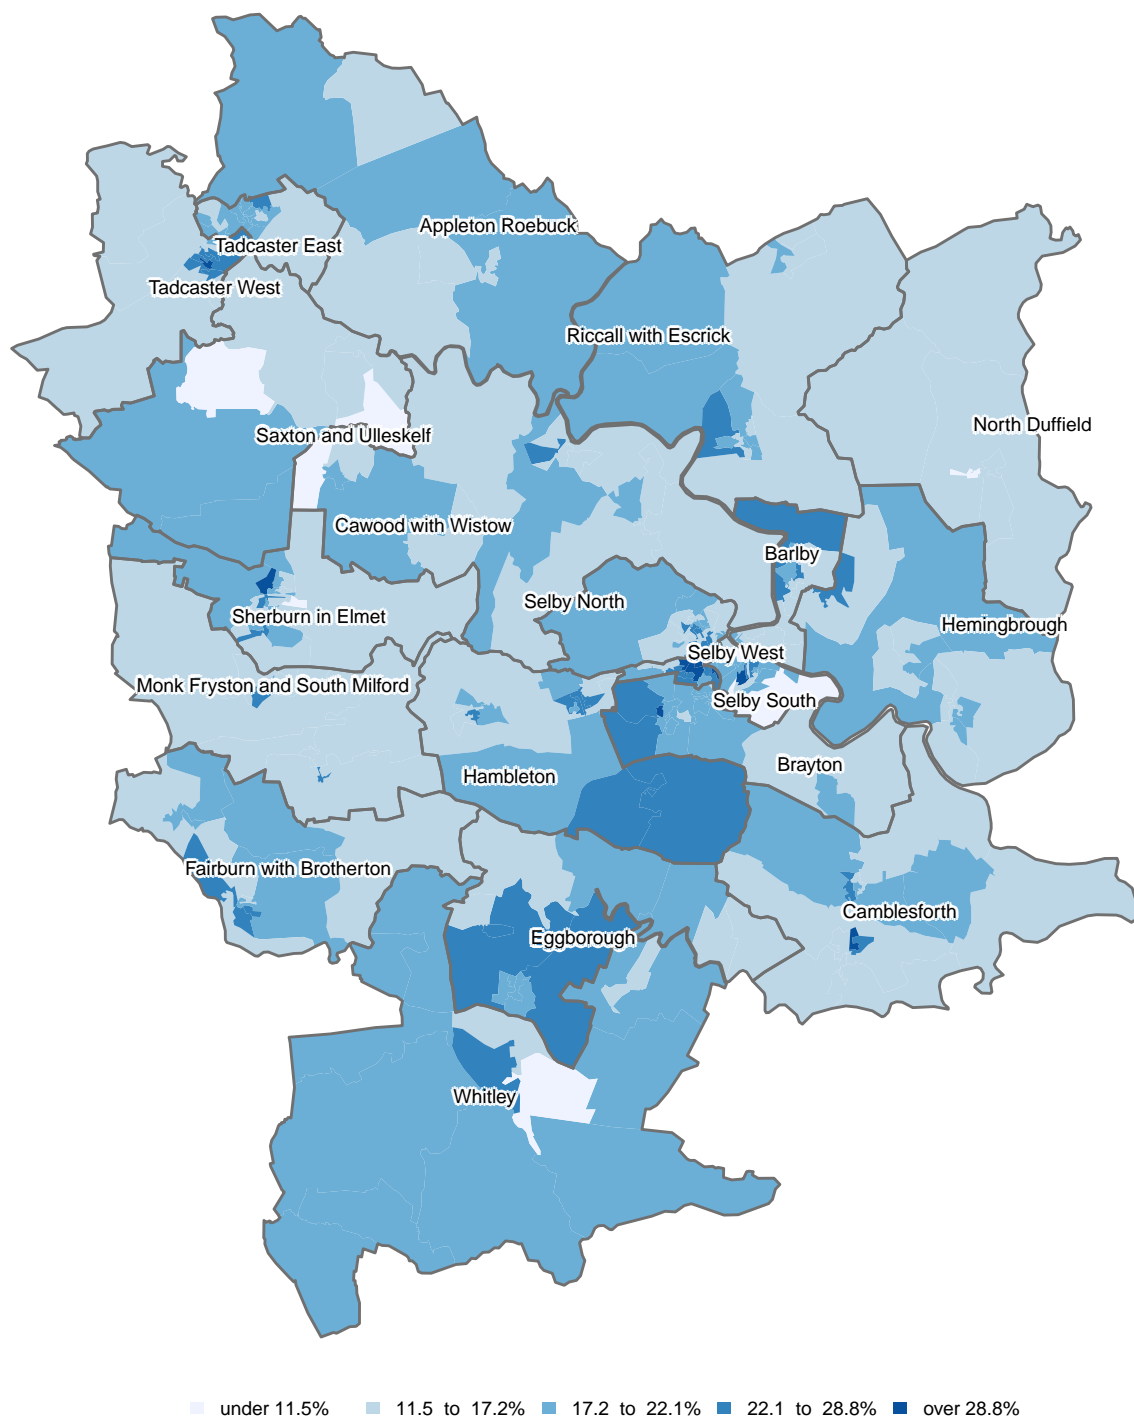 Appleton Roebuck
Tadcaster East
Tadcaster West
Riccall with Escrick
North Duffield
Saxton and Ulleskelf
Cawood with Wistow
Barlby
Selby North
Sherburn in Elmet
Hemingbrough
Selby West
Monk Fryston and South Milford
Selby South
Brayton
Hambleton
Fairburn with Brotherton
Camblesforth
Eggborough
Whitley
under 11.5% 11.5 to 17.2% 17.2 to 22.1% 22.1 to 28.8% over 28.8%